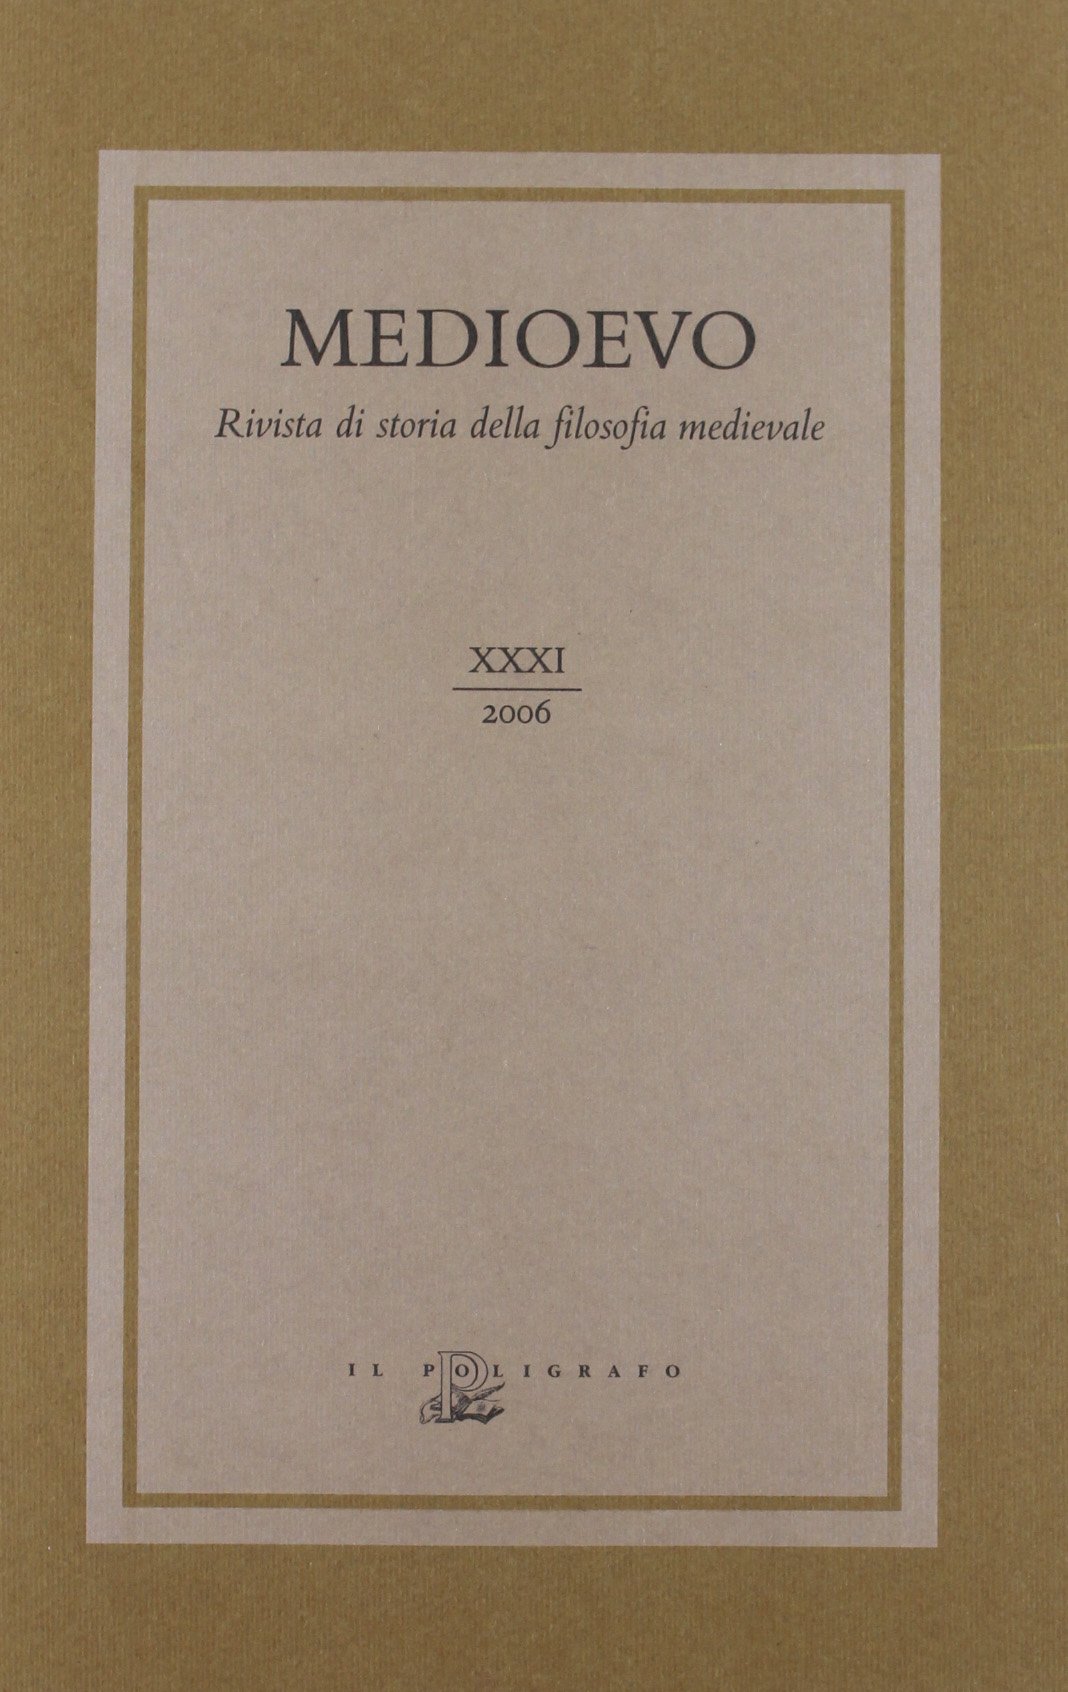 MEDIOEVO
Rivista di storia della filosofia medievale
XXXI
2006
IL POLIGRAFO